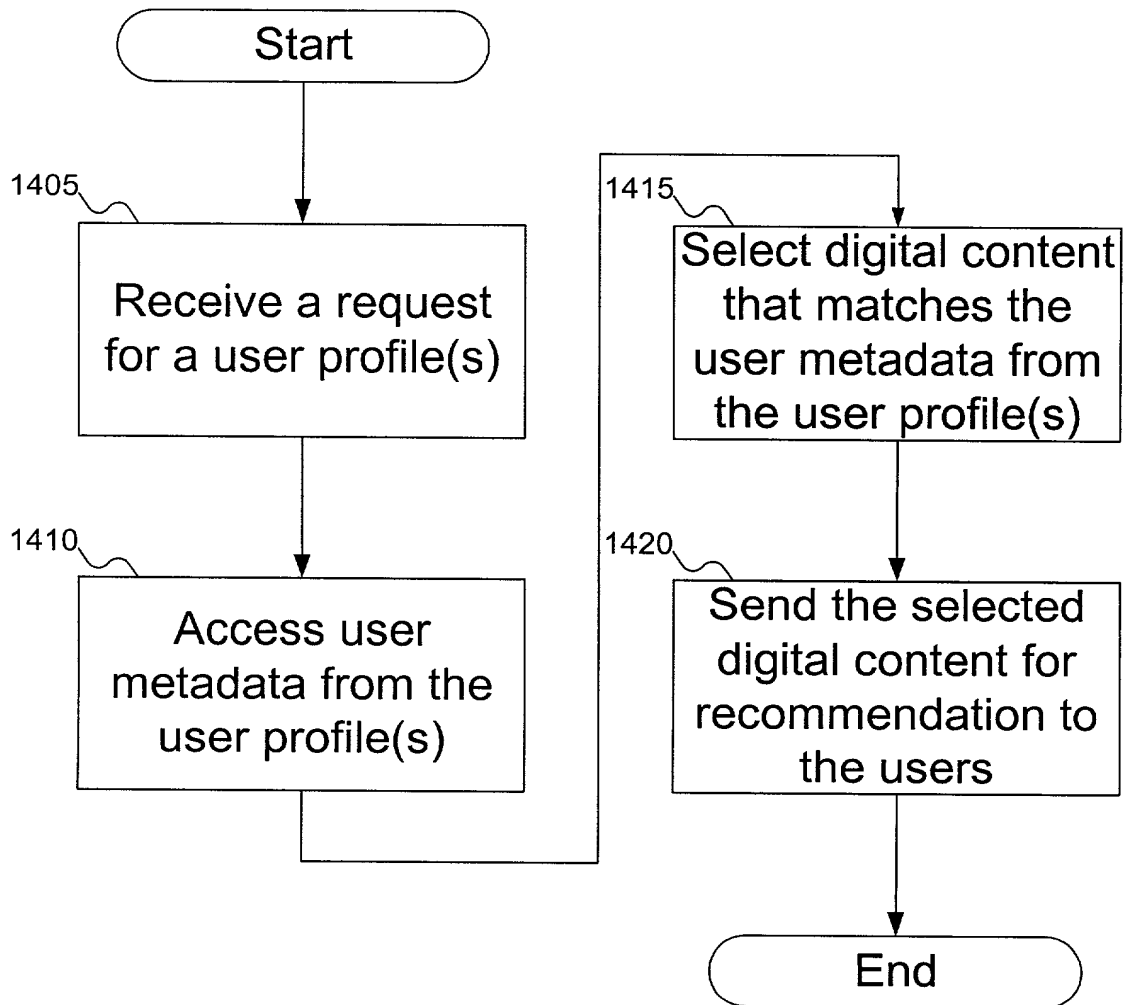 Start
1405
Receive a request
for a user profile(s)
1410
Access user
metadata from the
user profile(s)
1415
Select digital content
that matches the
user metadata from
the user profile(s)
1420
Send the selected
digital content for
recommendation to
the users
End